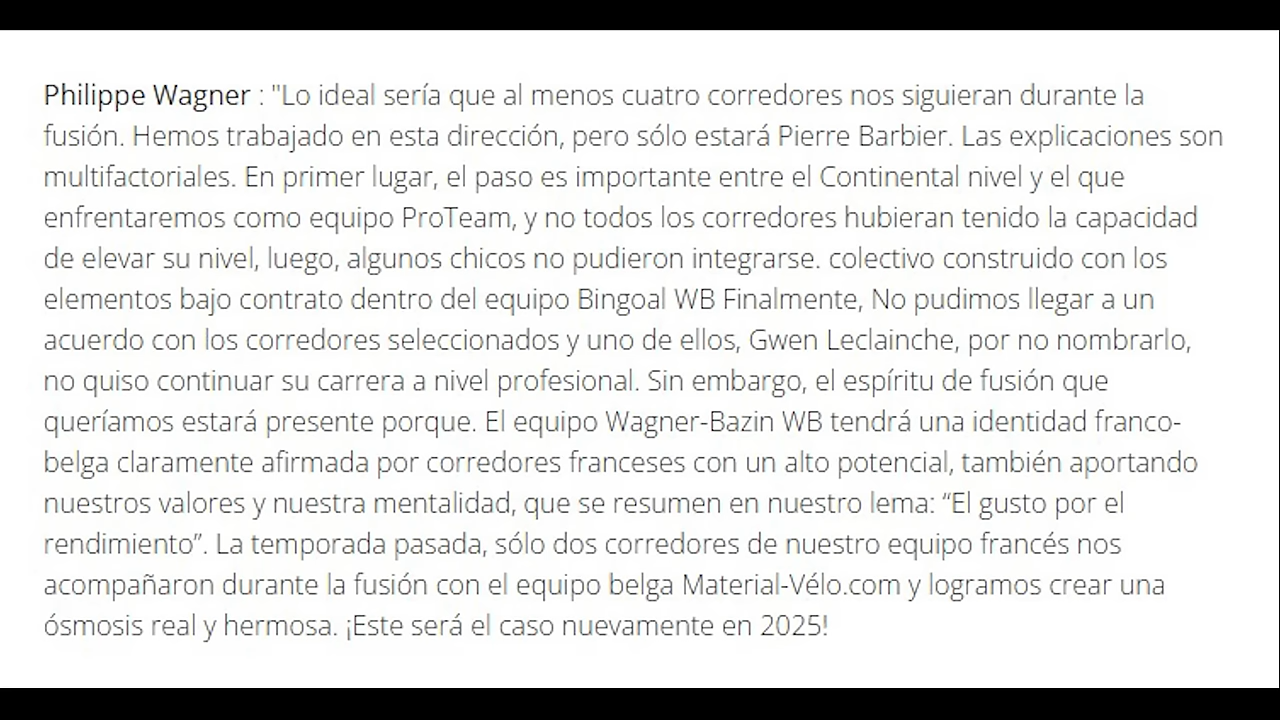 Philippe Wagner : "Lo ideal sería que al menos cuatro corredores nos siguieran durante la
fusión. Hemos trabajado en esta dirección, pero sólo estará Pierre Barbier. Las explicaciones son
multifactoriales. En primer lugar, el paso es importante entre el Continental nivel y el que
enfrentaremos como equipo ProTeam, y no todos los corredores hubieran tenido la capacidad
de elevar su nivel, luego, algunos chicos no pudieron integrarse. colectivo construido con los
elementos bajo contrato dentro del equipo Bingoal WB Finalmente, No pudimos llegar a un
acuerdo con los corredores seleccionados y uno de ellos, Gwen Leclainche, por no nombrarlo,
no quiso continuar su carrera a nivel profesional. Sin embargo, el espíritu de fusión que
queríamos estará presente porque. El equipo Wagner-Bazin WB tendrá una identidad franco-
belga claramente afirmada por corredores franceses con un alto potencial, también aportando
nuestros valores y nuestra mentalidad, que se resumen en nuestro lema: “El gusto por el
rendimiento”. La temporada pasada, sólo dos corredores de nuestro equipo francés nos
acompañaron durante la fusión con el equipo belga Material-Vélo.com y logramos crear una
ósmosis real y hermosa. ¡Este será el caso nuevamente en 2025!